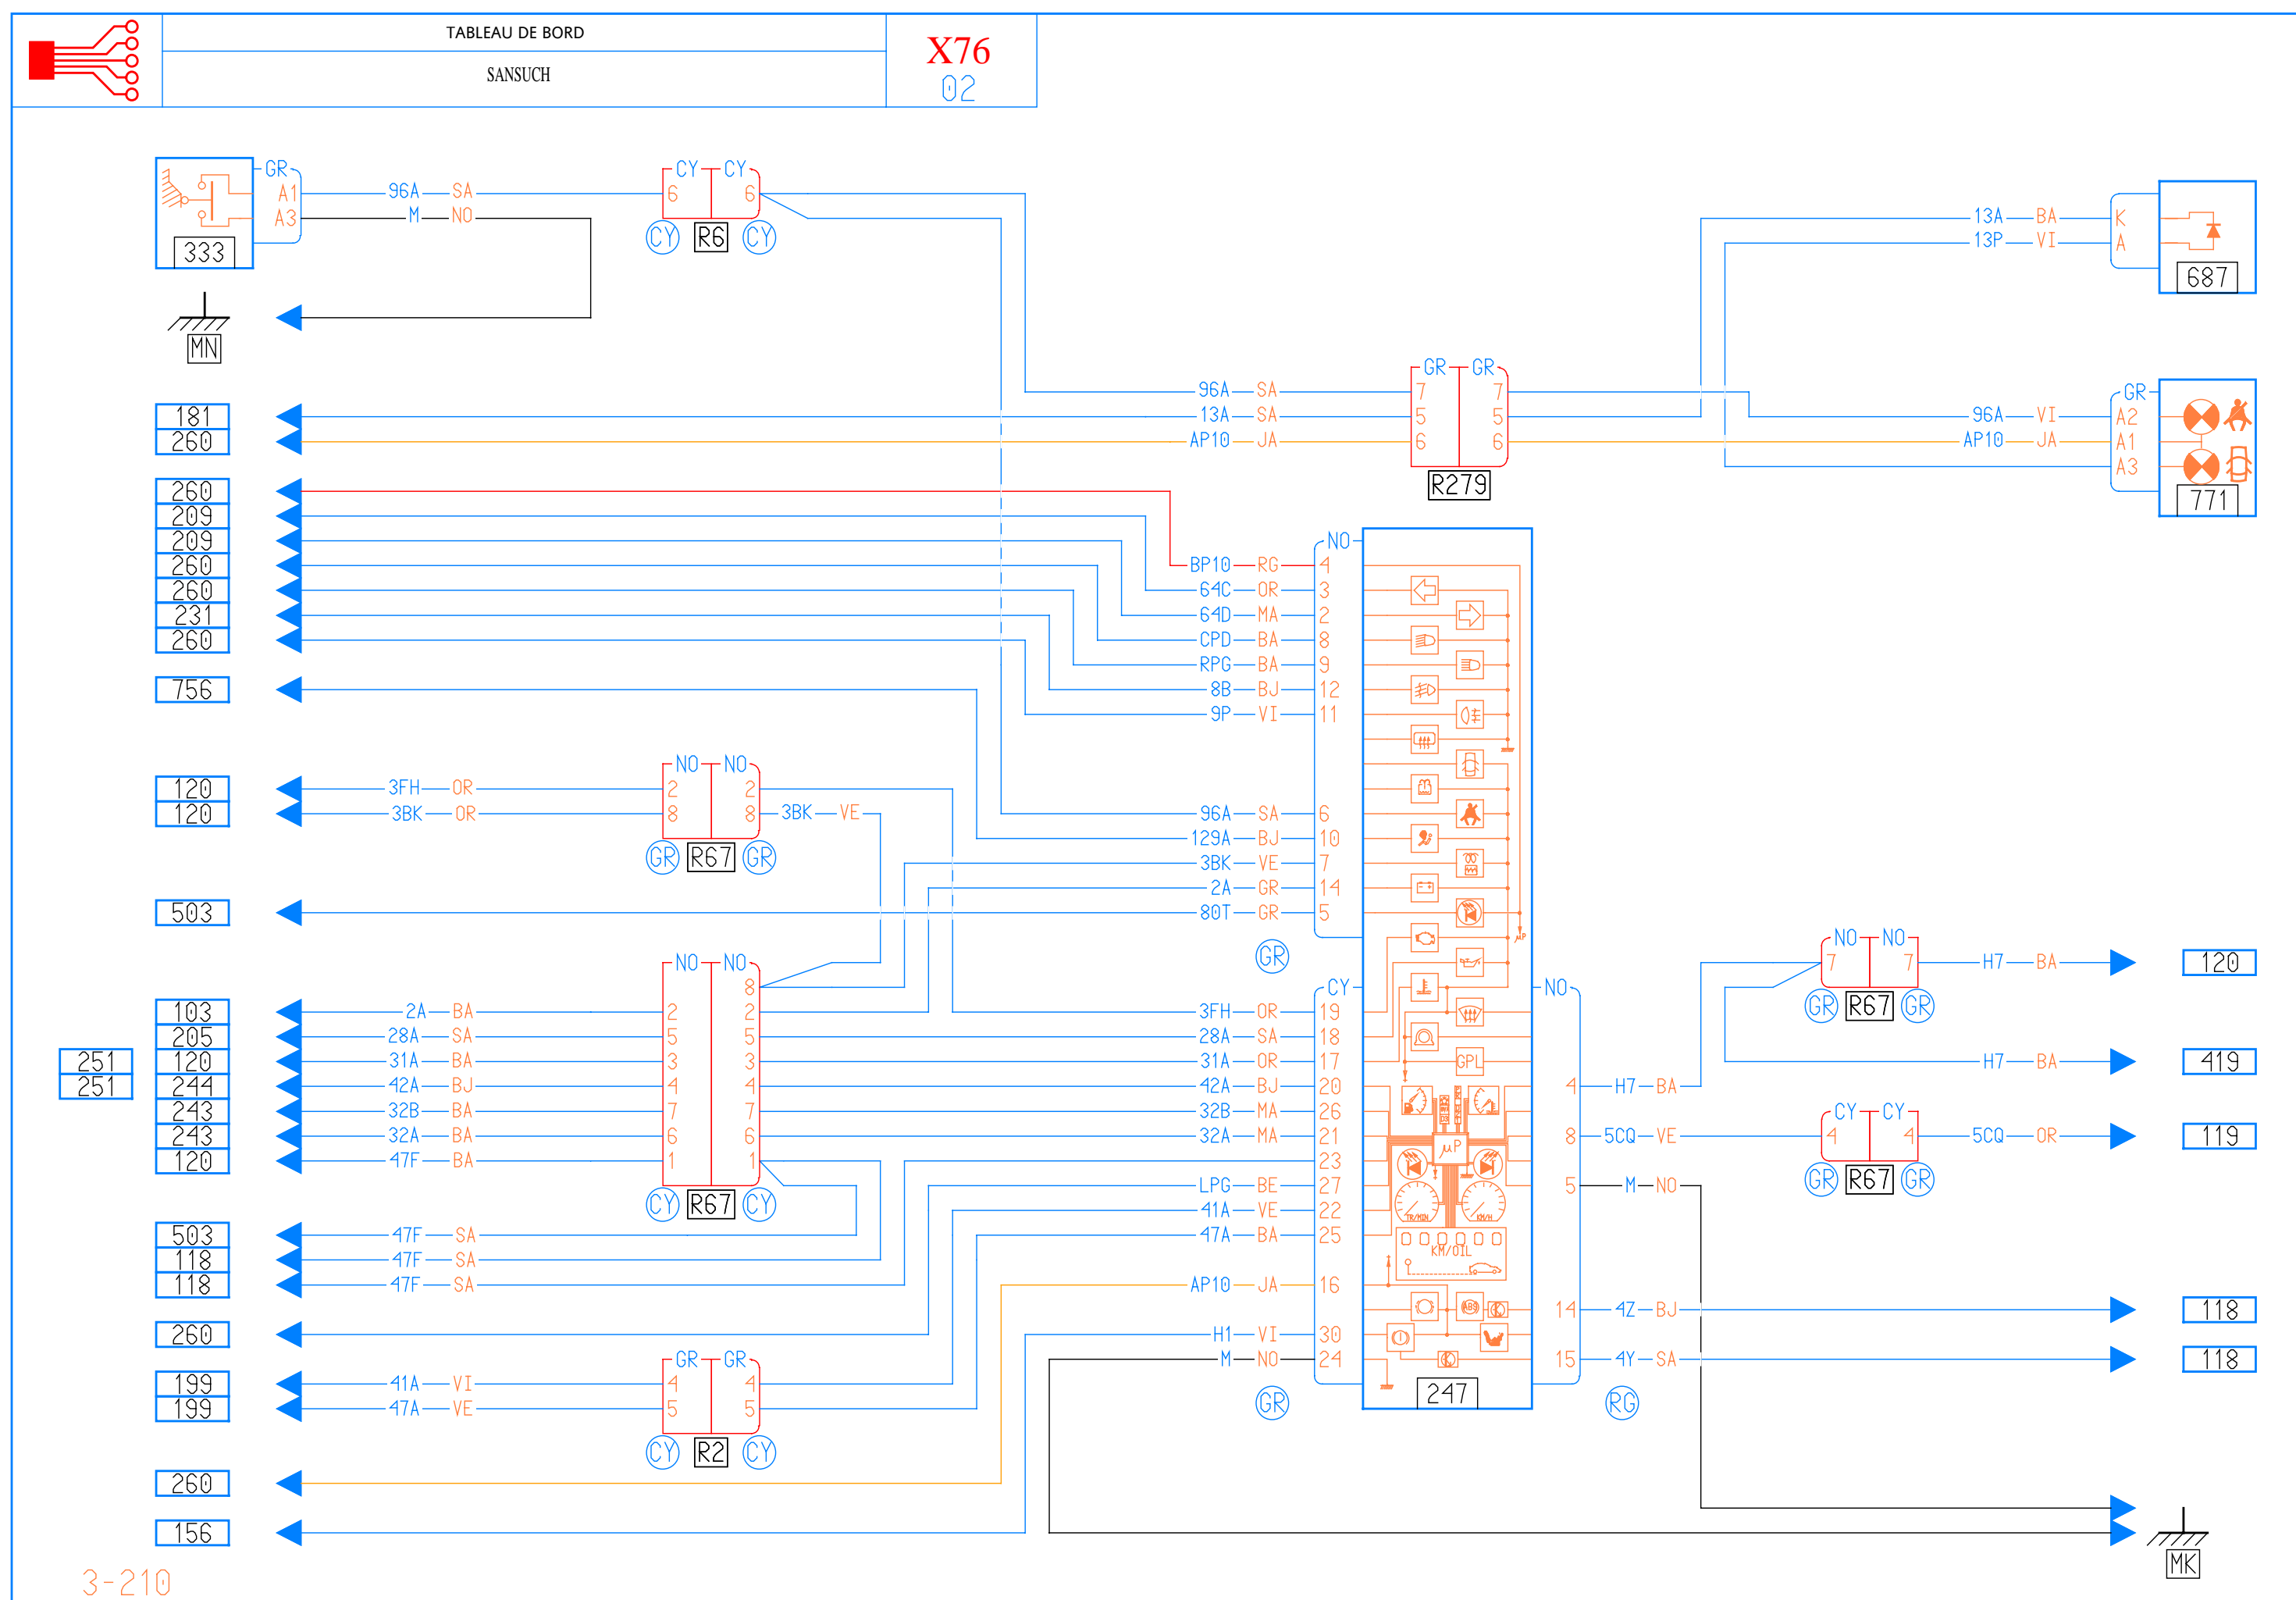 TABLEAU DE BORD
SANSUCH
X76
02
GR
A1 96A SA
A3 M NO
333
MN
CY CY
6 6
CY R6 CY
13A BA K
13P VI A
687
181
260
96A SA
13A SA
AP10 JA
GR GR
7 7
5 5
6 6
R279
GR
96A VI A2
AP10 JA A1
A3
771
260
209
209
260
260
231
260
756
NO
BP10 RG 4
64C OR 3
64D MA 2
CPD BA 8
RPG BA 9
8B BJ 12
9P VI 11
96A SA 6
129A BJ 10
3BK VE 7
2A GR 14
80T GR 5
GR
µP
NO NO
120 3FH OR 2 2
120 3BK OR 8 8 3BK VE
GR R67 GR
503
NO NO
8
103 2A BA 2 2
205 28A SA 5 5
251 120 31A BA 3 3
251 244 42A BJ 4 4
243 32B BA 7 7
243 32A BA 6 6
120 47F BA 1 1
CY R67 CY
503 47F SA
118 47F SA
118 47F SA
260
GR GR
199 41A VI 4 4
199 47A VE 5 5
CY R2 CY
260
156
CY
3FH OR 19
28A SA 18
31A OR 17
42A BJ 20
32B MA 26
32A MA 21
23
LPG BE 27
41A VE 22
47A BA 25
AP10 JA 16
H1 VI 30
M NO 24
GR
GPL
µP
TR/MIN KM/H
KM/OIL
ABS
247
NO
4 H7 BA
8 5CQ VE
5 M NO
14 4Z BJ 118
15 4Y SA 118
RG
NO NO
7 7 H7 BA 120
GR R67 GR
H7 BA 419
CY CY
4 4 5CQ OR 119
GR R67 GR
MK
3-210